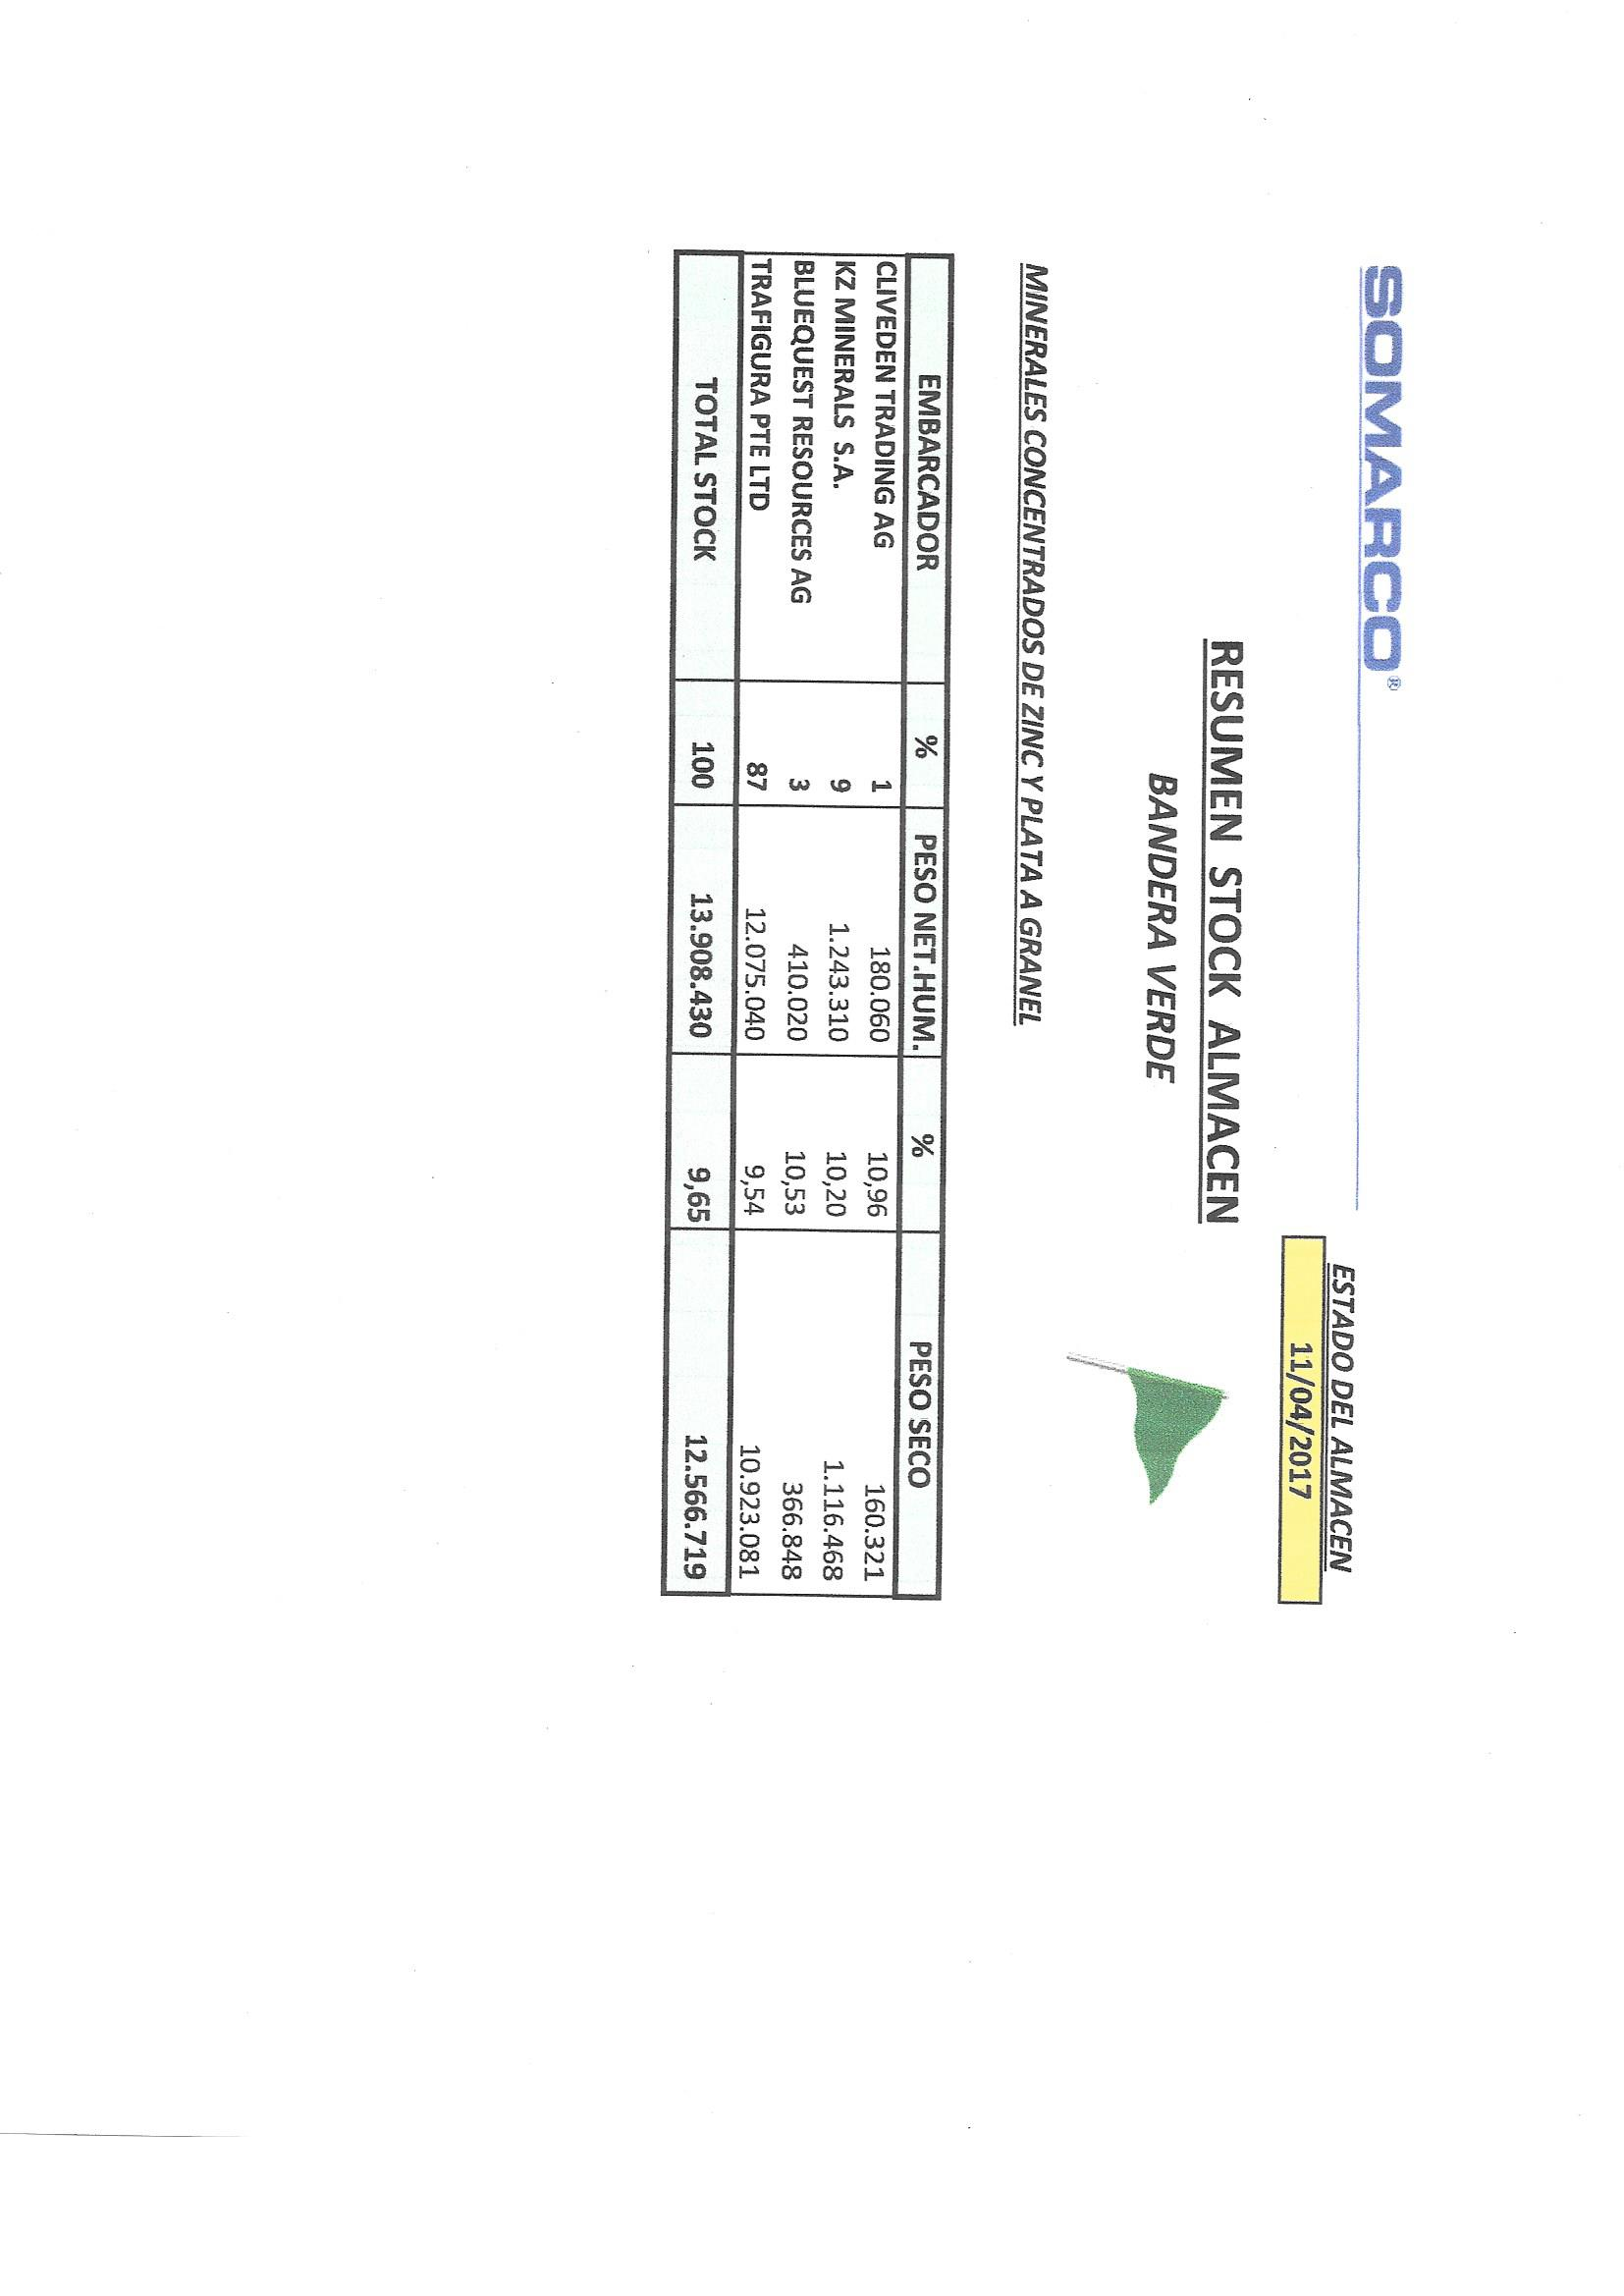 SOMARCO®
ESTADO DEL ALMACEN
11/04/2017
RESUMEN STOCK ALMACEN
BANDERA VERDE
MINERALES CONCENTRADOS DE ZINC Y PLATA A GRANEL
EMBARCADOR % PESO NET.HUM. % PESO SECO
CLIVEDEN TRADING AG 1 180.060 10,96 160.321
KZ MINERALS S.A. 9 1.243.310 10,20 1.116.468
BLUEQUEST RESOURCES AG 3 410.020 10,53 366.848
TRAFIGURA PTE LTD 87 12.075.040 9,54 10.923.081
TOTAL STOCK 100 13.908.430 9,65 12.566.719